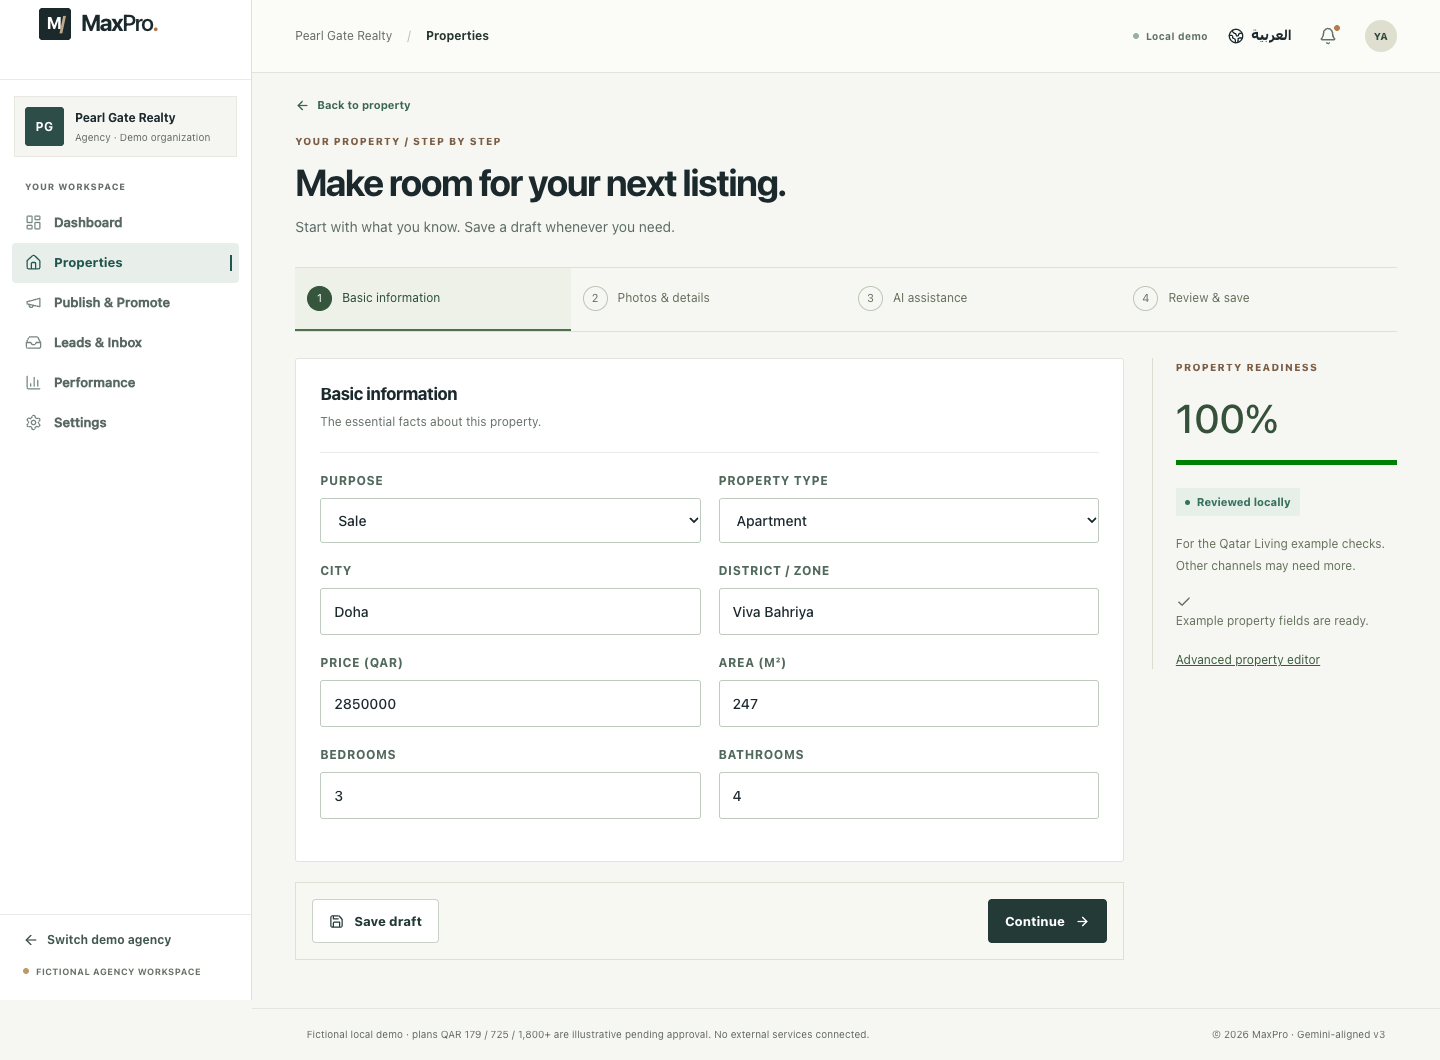 M/ MaxPro.
Pearl Gate Realty / Properties
Local demo
العربية
YA
PG
Pearl Gate Realty
Agency · Demo organization
YOUR WORKSPACE
Dashboard
Properties
Publish & Promote
Leads & Inbox
Performance
Settings
Switch demo agency
FICTIONAL AGENCY WORKSPACE
Back to property
YOUR PROPERTY / STEP BY STEP
Make room for your next listing.
Start with what you know. Save a draft whenever you need.
1 Basic information
2 Photos & details
3 AI assistance
4 Review & save
Basic information
The essential facts about this property.
PURPOSE
Sale
PROPERTY TYPE
Apartment
CITY
Doha
DISTRICT / ZONE
Viva Bahriya
PRICE (QAR)
2850000
AREA (M²)
247
BEDROOMS
3
BATHROOMS
4
Save draft
Continue
PROPERTY READINESS
100%
Reviewed locally
For the Qatar Living example checks.
Other channels may need more.
Example property fields are ready.
Advanced property editor
Fictional local demo · plans QAR 179 / 725 / 1,800+ are illustrative pending approval. No external services connected.
© 2026 MaxPro · Gemini-aligned v3